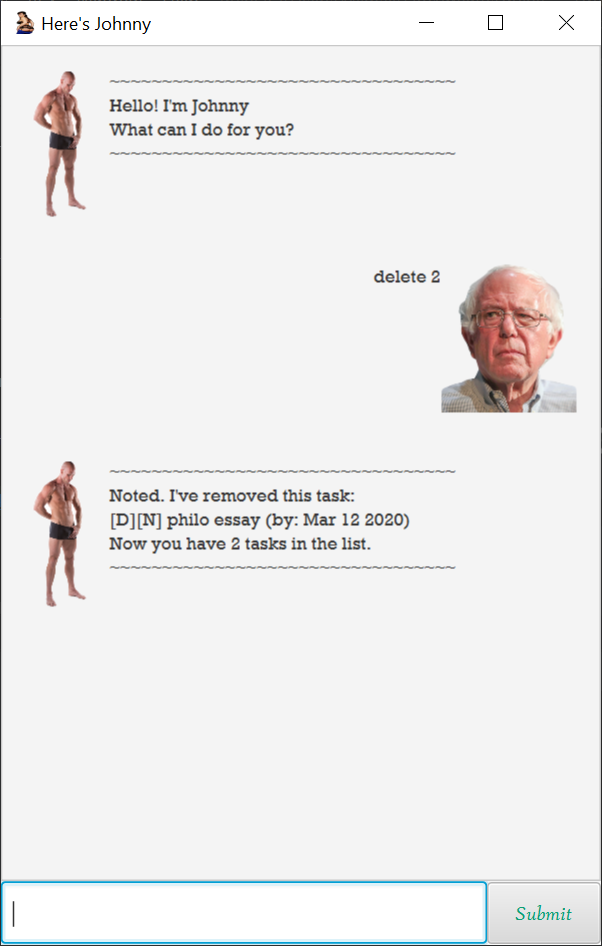 Here's Johnny
~~~~~~~~~~~~~~~~~~~~~~~~~~~~~~~~~
Hello! I'm Johnny
What can I do for you?
~~~~~~~~~~~~~~~~~~~~~~~~~~~~~~~~~
delete 2
~~~~~~~~~~~~~~~~~~~~~~~~~~~~~~~~~
Noted. I've removed this task:
[D][N] philo essay (by: Mar 12 2020)
Now you have 2 tasks in the list.
~~~~~~~~~~~~~~~~~~~~~~~~~~~~~~~~~
Submit